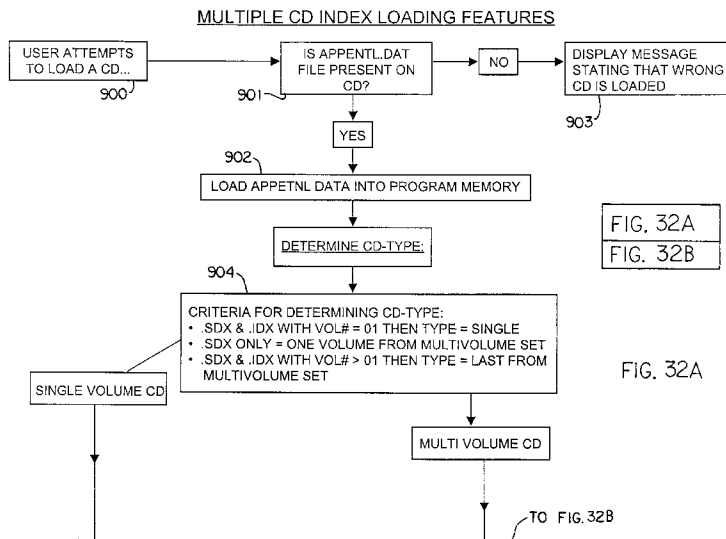 MULTIPLE CD INDEX LOADING FEATURES
USER ATTEMPTS
TO LOAD A CD...
900
IS APPENTL.DAT
FILE PRESENT ON
CD?
901
NO
DISPLAY MESSAGE
STATING THAT WRONG
CD IS LOADED
903
YES
902
LOAD APPETNL DATA INTO PROGRAM MEMORY
DETERMINE CD-TYPE:
FIG. 32A
FIG. 32B
904
CRITERIA FOR DETERMINING CD-TYPE:
• .SDX & .IDX WITH VOL# = 01 THEN TYPE = SINGLE
• .SDX ONLY = ONE VOLUME FROM MULTIVOLUME SET
• .SDX & .IDX WITH VOL# > 01 THEN TYPE = LAST FROM
MULTIVOLUME SET
FIG. 32A
SINGLE VOLUME CD
MULTI VOLUME CD
TO FIG. 32B